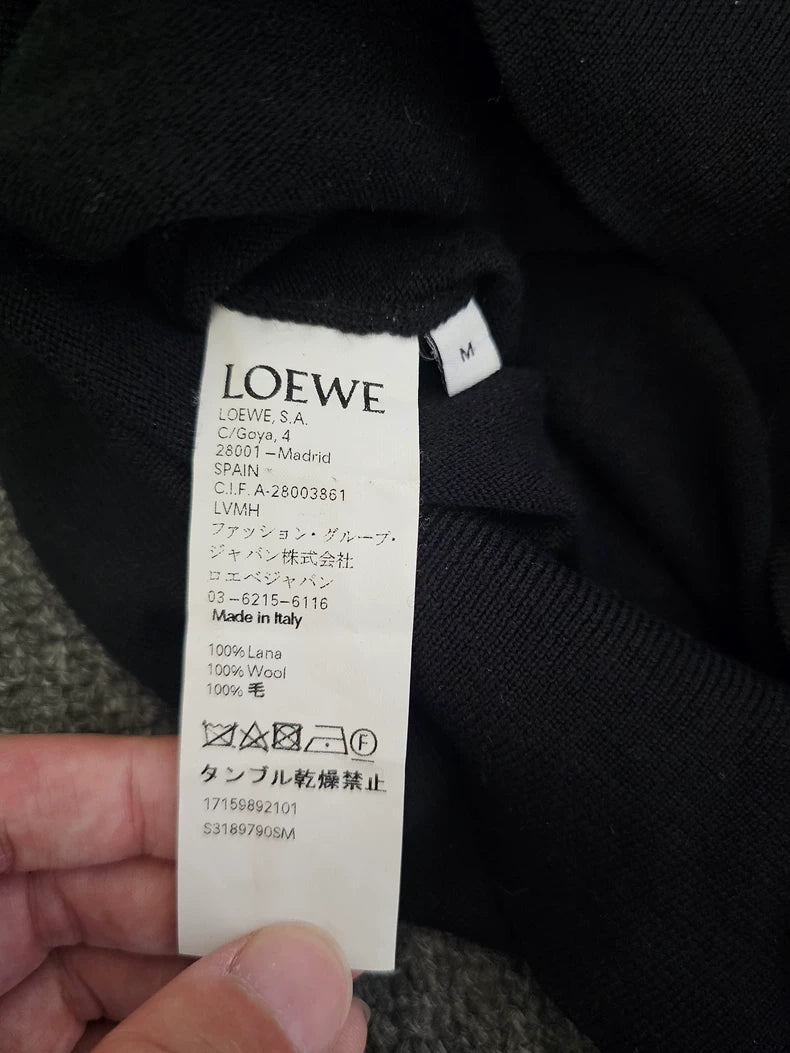 M
LOEWE
LOEWE, S.A.
C/Goya, 4
28001–Madrid
SPAIN
C.I.F. A-28003861
LVMH
ファッション・グループ・
ジャパン株式会社
ロエベジャパン
03-6215-6116
Made in Italy
100% Lana
100% Wool
100% 毛
F
タンブル乾燥禁止
17159892101
S3189790SM